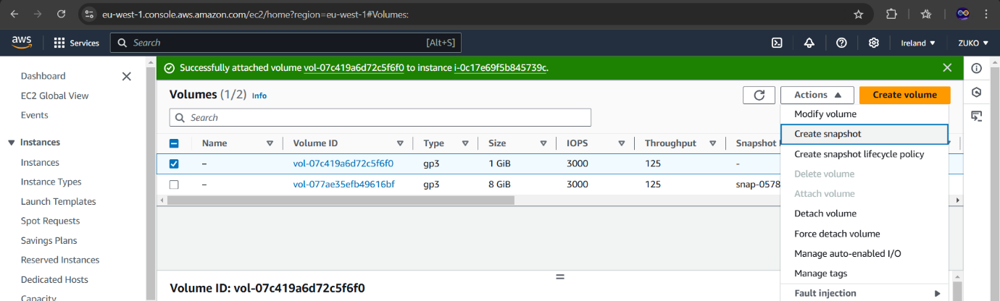 eu-west-1.console.aws.amazon.com/ec2/home?region=eu-west-1#Volumes:
aws Services Search [Alt+S] Ireland ZUKO
Dashboard
EC2 Global View
Events
Instances
Instances
Instance Types
Launch Templates
Spot Requests
Savings Plans
Reserved Instances
Dedicated Hosts
Capacity
Successfully attached volume vol-07c419a6d72c5f6f0 to instance i-0c17e69f5b845739c.
Volumes (1/2) Info
Actions Create volume
Search
Name Volume ID Type Size IOPS Throughput Snapshot
– vol-07c419a6d72c5f6f0 gp3 1 GiB 3000 125 -
– vol-077ae35efb49616bf gp3 8 GiB 3000 125 snap-0578
Modify volume
Create snapshot
Create snapshot lifecycle policy
Delete volume
Attach volume
Detach volume
Force detach volume
Manage auto-enabled I/O
Manage tags
Fault injection
Volume ID: vol-07c419a6d72c5f6f0